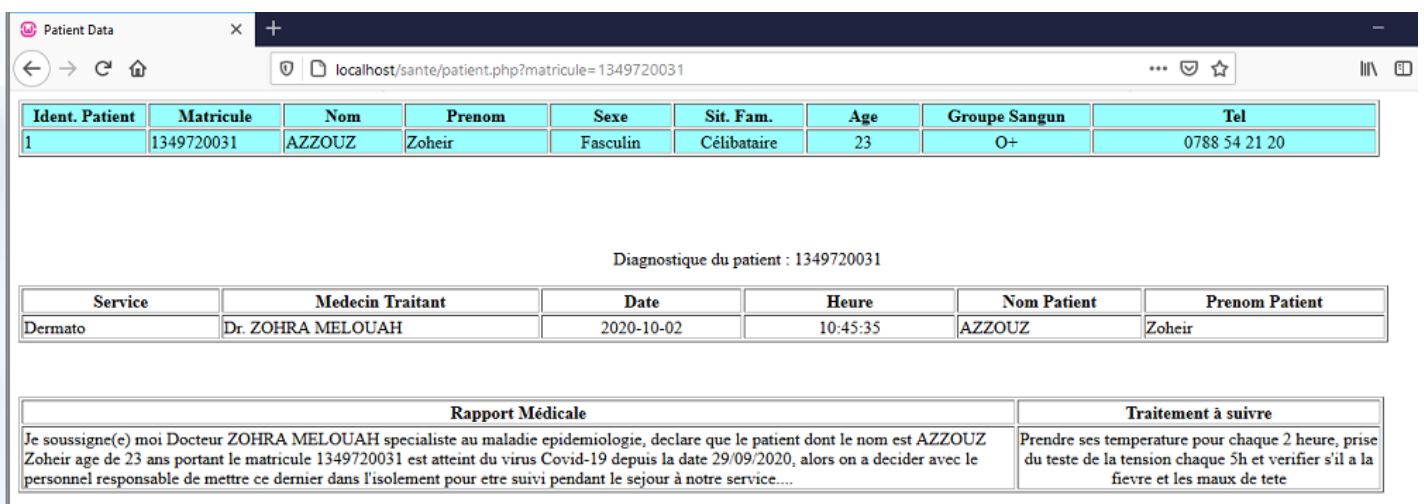 Patient Data
localhost/sante/patient.php?matricule=1349720031
Ident. Patient Matricule Nom Prenom Sexe Sit. Fam. Age Groupe Sangun Tel
1 1349720031 AZZOUZ Zoheir Fasculin Célibataire 23 O+ 0788 54 21 20
Diagnostique du patient : 1349720031
Service Medecin Traitant Date Heure Nom Patient Prenom Patient
Dermato Dr. ZOHRA MELOUAH 2020-10-02 10:45:35 AZZOUZ Zoheir
Rapport Médicale Traitement à suivre
Je soussigne(e) moi Docteur ZOHRA MELOUAH specialiste au maladie epidemiologie, declare que le patient dont le nom est AZZOUZ
Zoheir age de 23 ans portant le matricule 1349720031 est atteint du virus Covid-19 depuis la date 29/09/2020, alors on a decider avec le
personnel responsable de mettre ce dernier dans l'isolement pour etre suivi pendant le sejour à notre service....
Prendre ses temperature pour chaque 2 heure, prise
du teste de la tension chaque 5h et verifier s'il a la
fievre et les maux de tete